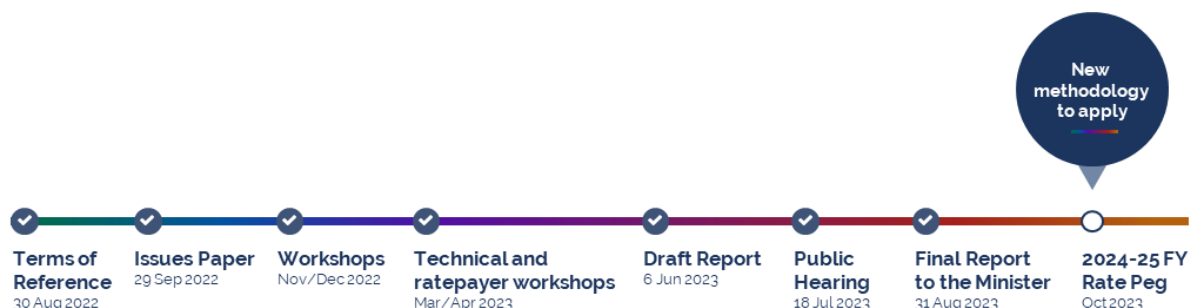 New
methodology
to apply
Terms of
Reference
30 Aug 2022
Issues Paper
29 Sep 2022
Workshops
Nov/Dec 2022
Technical and
ratepayer workshops
Mar/Apr 2023
Draft Report
6 Jun 2023
Public
Hearing
18 Jul 2023
Final Report
to the Minister
31 Aug 2023
2024-25 FY
Rate Peg
Oct 2023